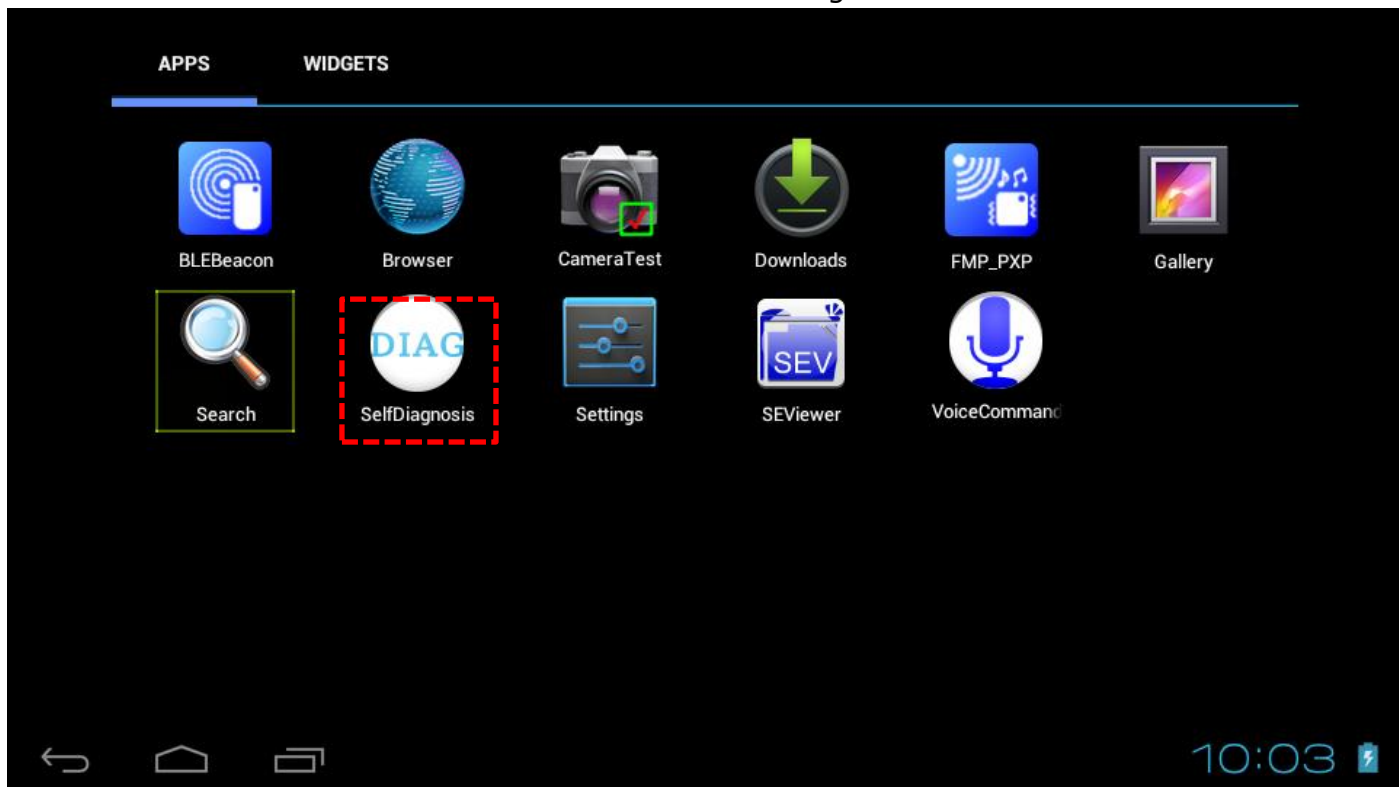 APPS WIDGETS
BLEBeacon Browser CameraTest Downloads FMP_PXP Gallery
DIAG SEV
Search SelfDiagnosis Settings SEViewer VoiceCommand
10:03